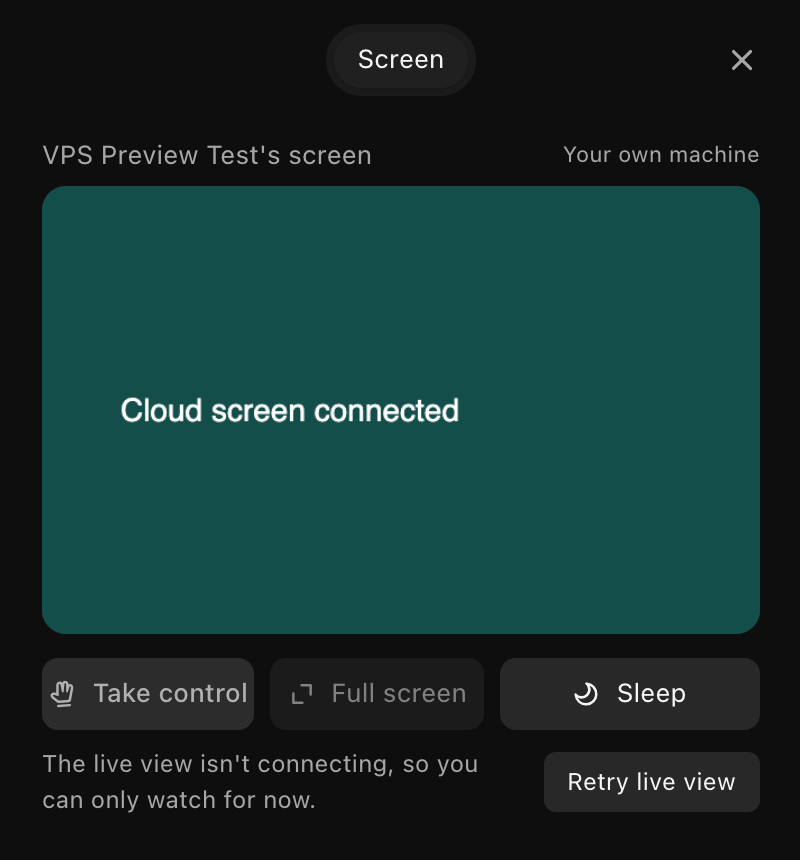 Screen
VPS Preview Test's screen
Your own machine
Cloud screen connected
Take control
Full screen
Sleep
The live view isn't connecting, so you
can only watch for now.
Retry live view